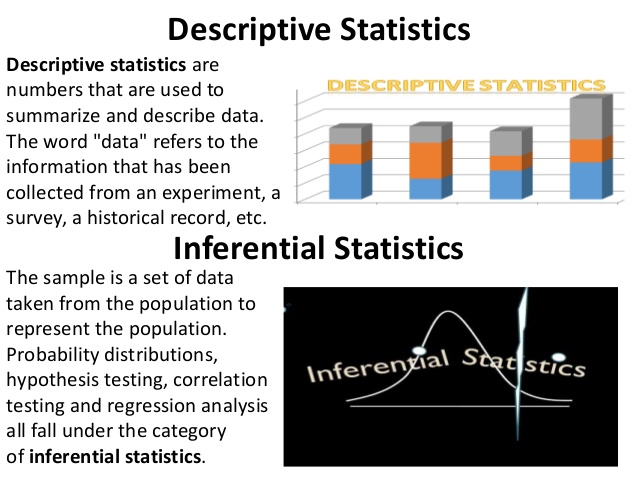 Descriptive Statistics
Descriptive statistics are
numbers that are used to
summarize and describe data.
The word "data" refers to the
information that has been
collected from an experiment, a
survey, a historical record, etc.
DESCRIPTIVE STATISTICS
Inferential Statistics
The sample is a set of data
taken from the population to
represent the population.
Probability distributions,
hypothesis testing, correlation
testing and regression analysis
all fall under the category
of inferential statistics.
Inferential Statistics